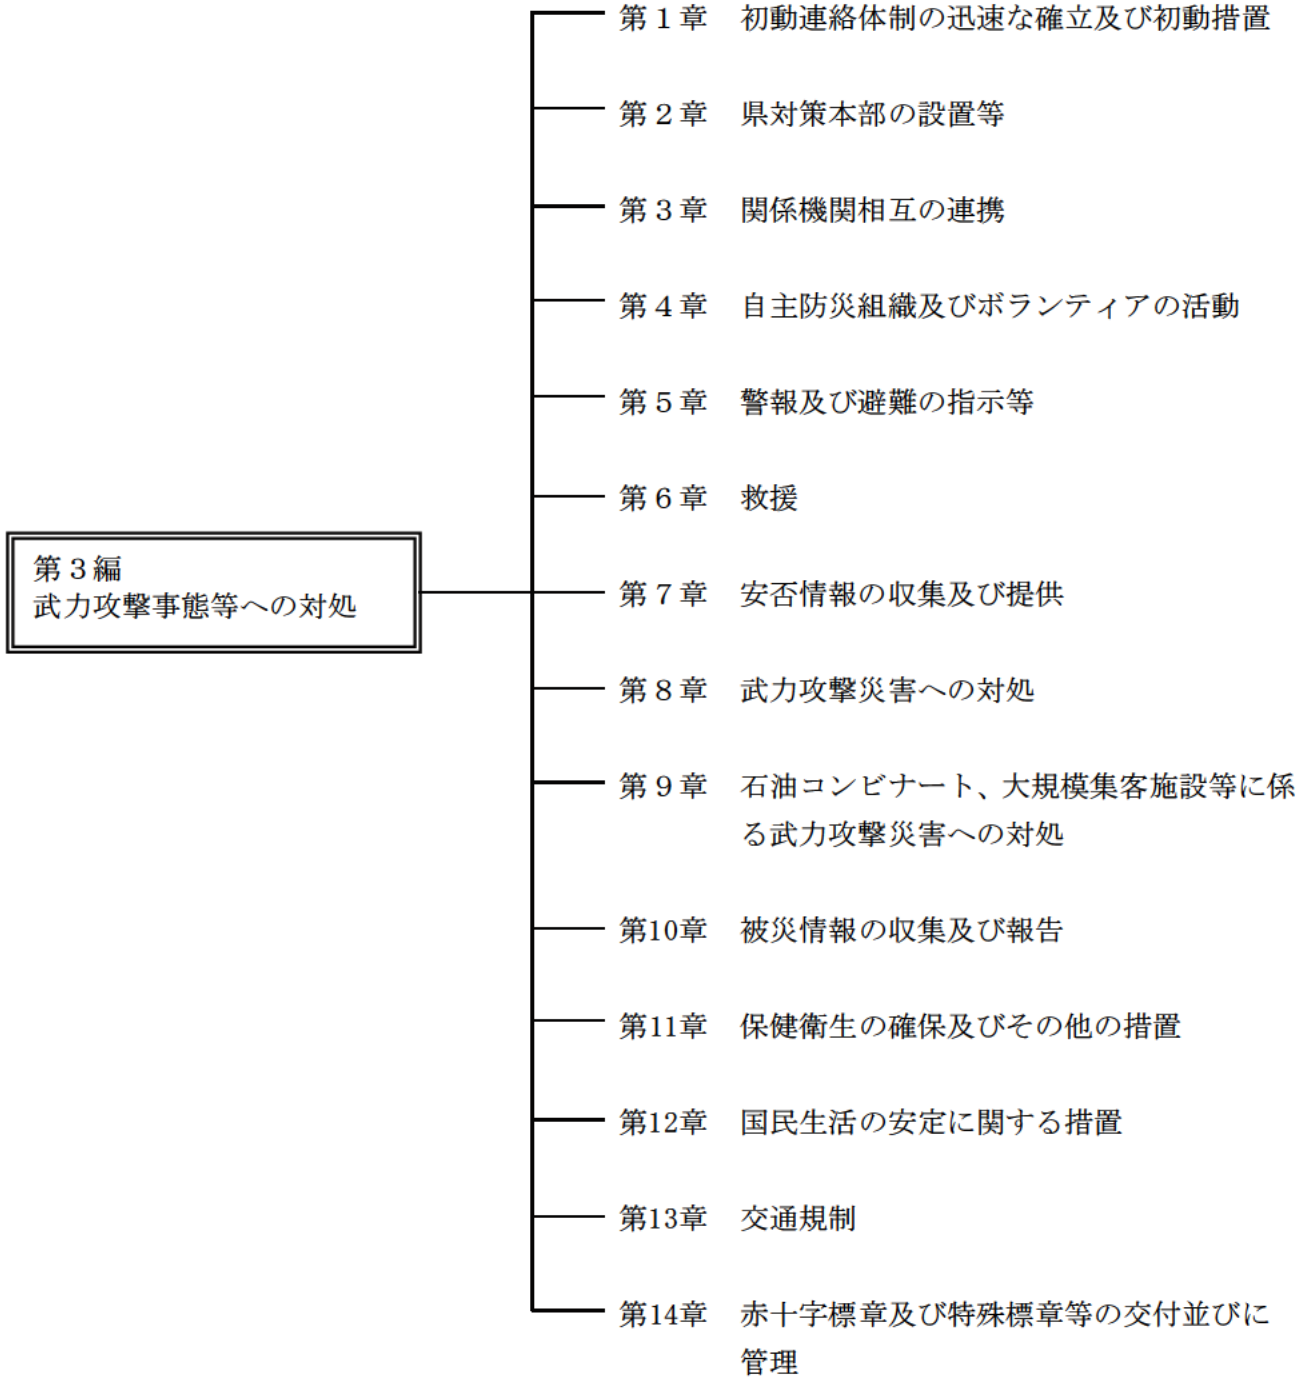 第１章　初動連絡体制の迅速な確立及び初動措置
第２章　県対策本部の設置等
第３章　関係機関相互の連携
第４章　自主防災組織及びボランティアの活動
第５章　警報及び避難の指示等
第６章　救援
第３編
武力攻撃事態等への対処
第７章　安否情報の収集及び提供
第８章　武力攻撃災害への対処
第９章　石油コンビナート、大規模集客施設等に係
る武力攻撃災害への対処
第10章　被災情報の収集及び報告
第11章　保健衛生の確保及びその他の措置
第12章　国民生活の安定に関する措置
第13章　交通規制
第14章　赤十字標章及び特殊標章等の交付並びに
管理